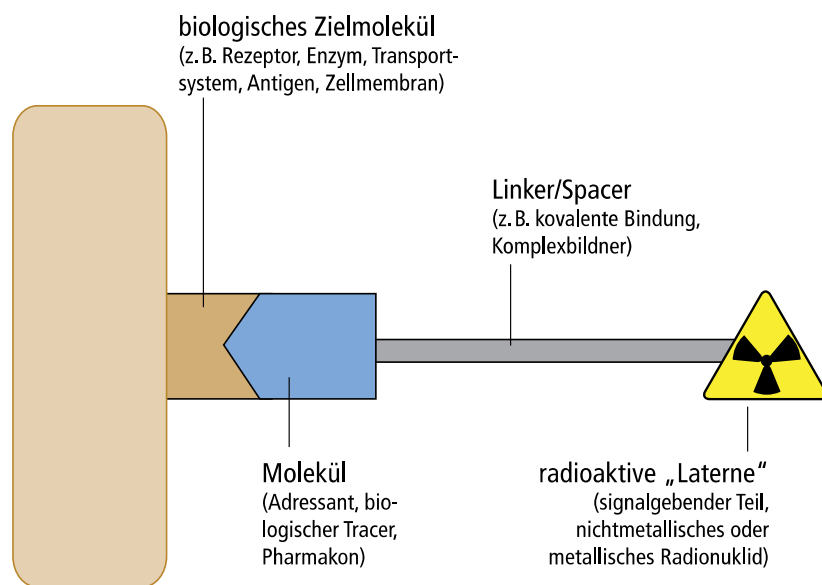 biologisches Zielmolekül
(z. B. Rezeptor, Enzym, Transport-
system, Antigen, Zellmembran)
Linker/Spacer
(z. B. kovalente Bindung,
Komplexbildner)
Molekül
(Adressant, bio-
logischer Tracer,
Pharmakon)
radioaktive „Laterne“
(signalgebender Teil,
nichtmetallisches oder
metallisches Radionuklid)